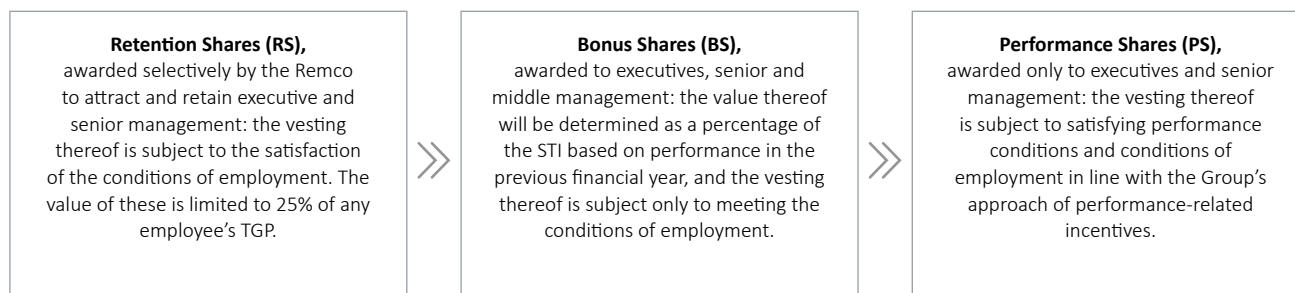 Retention Shares (RS),
awarded selectively by the Remco
to attract and retain executive and
senior management: the vesting
thereof is subject to the satisfaction
of the conditions of employment. The
value of these is limited to 25% of any
employee’s TGP.
Bonus Shares (BS),
awarded to executives, senior and
middle management: the value thereof
will be determined as a percentage of
the STI based on performance in the
previous financial year, and the vesting
thereof is subject only to meeting the
conditions of employment.
Performance Shares (PS),
awarded only to executives and senior
management: the vesting thereof
is subject to satisfying performance
conditions and conditions of
employment in line with the Group’s
approach of performance-related
incentives.